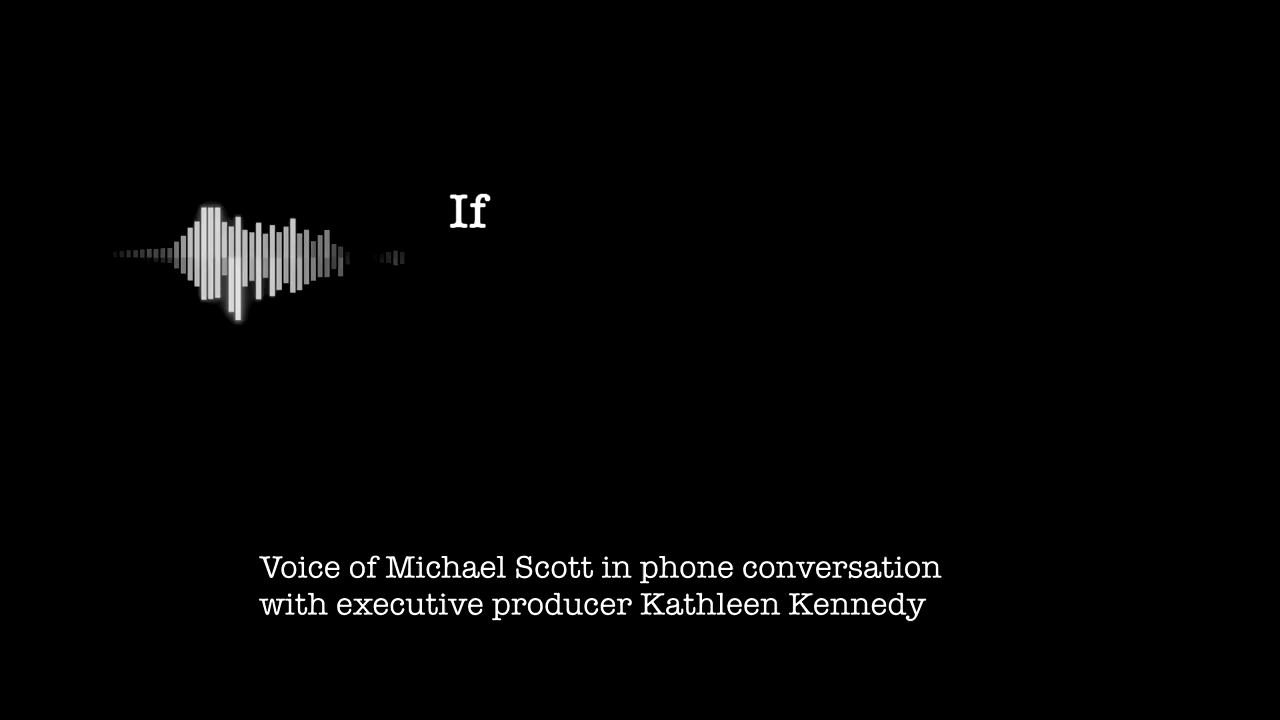 If
Voice of Michael Scott in phone conversation
with executive producer Kathleen Kennedy